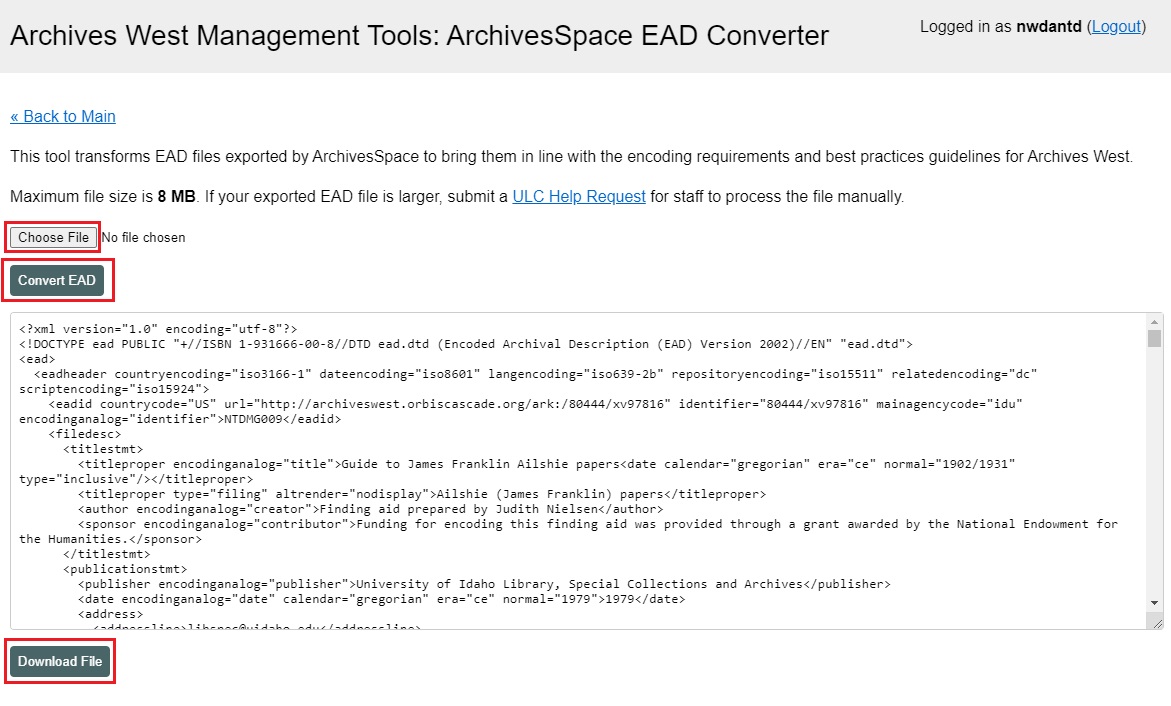 Archives West Management Tools: ArchivesSpace EAD Converter
Logged in as nwdantd (Logout)
« Back to Main
This tool transforms EAD files exported by ArchivesSpace to bring them in line with the encoding requirements and best practices guidelines for Archives West.
Maximum file size is 8 MB. If your exported EAD file is larger, submit a ULC Help Request for staff to process the file manually.
Choose File No file chosen
Convert EAD
<?xml version="1.0" encoding="utf-8"?>
<!DOCTYPE ead PUBLIC "+//ISBN 1-931666-00-8//DTD ead.dtd (Encoded Archival Description (EAD) Version 2002)//EN" "ead.dtd">
<ead>
<eadheader countryencoding="iso3166-1" dateencoding="iso8601" langencoding="iso639-2b" repositoryencoding="iso15511" relatedencoding="dc"
scriptencoding="iso15924">
<eadid countrycode="US" url="http://archiveswest.orbiscascade.org/ark:/80444/xv97816" identifier="80444/xv97816" mainagencycode="idu"
encodinganalog="identifier">NTDMG009</eadid>
<filedesc>
<titlestmt>
<titleproper encodinganalog="title">Guide to James Franklin Ailshie papers<date calendar="gregorian" era="ce" normal="1902/1931"
type="inclusive"/></titleproper>
<titleproper type="filing" altrender="nodisplay">Ailshie (James Franklin) papers</titleproper>
<author encodinganalog="creator">Finding aid prepared by Judith Nielsen</author>
<sponsor encodinganalog="contributor">Funding for encoding this finding aid was provided through a grant awarded by the National Endowment for
the Humanities.</sponsor>
</titlestmt>
<publicationstmt>
<publisher encodinganalog="publisher">University of Idaho Library, Special Collections and Archives</publisher>
<date encodinganalog="date" calendar="gregorian" era="ce" normal="1979">1979</date>
<address>
<addressline>libspec@uidaho.edu</addressline>
Download File